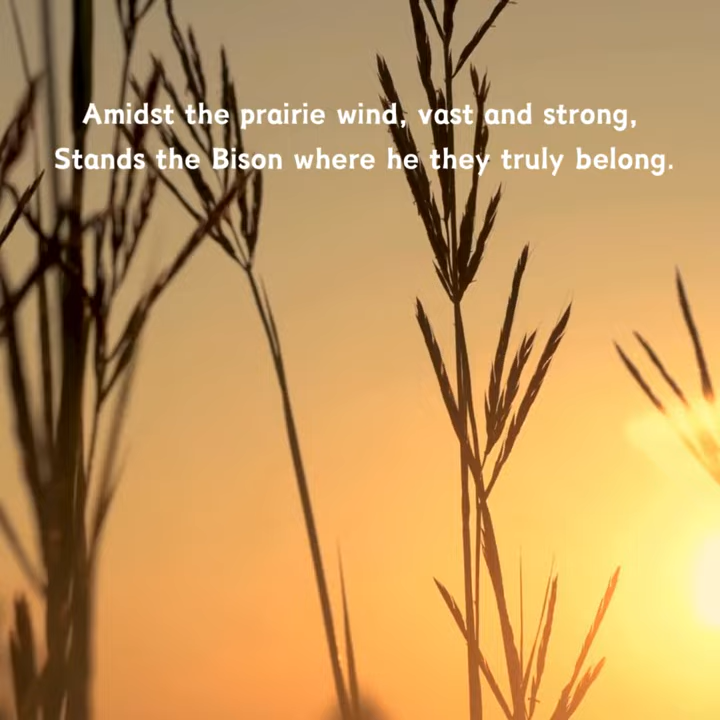 Amidst the prairie wind, vast and strong,
Stands the Bison where he they truly belong.